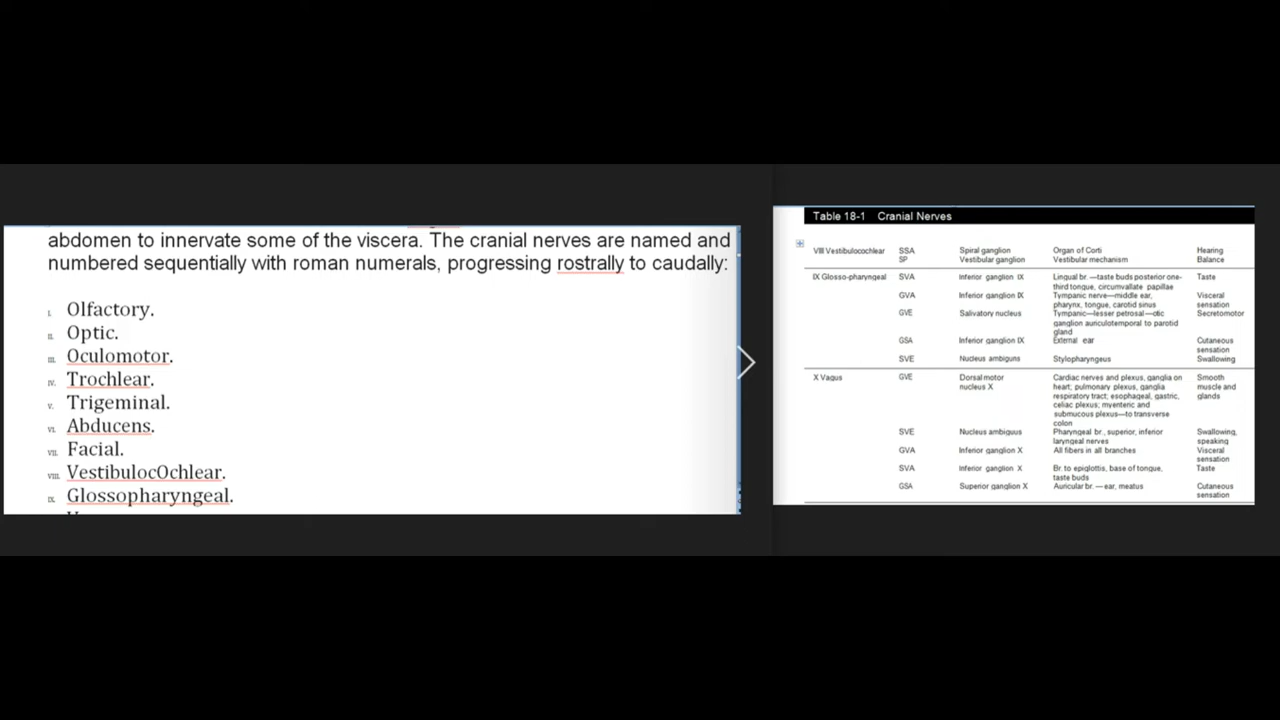 abdomen to innervate some of the viscera. The cranial nerves are named and
numbered sequentially with roman numerals, progressing rostrally to caudally:
I. Olfactory.
II. Optic.
III. Oculomotor.
IV. Trochlear.
V. Trigeminal.
VI. Abducens.
VII. Facial.
VIII. VestibulocOchlear.
IX. Glossopharyngeal.
Table 18-1 Cranial Nerves
VIII Vestibulocochlear SSA Spiral ganglion Organ of Corti Hearing
SP Vestibular ganglion Vestibular mechanism Balance
IX Glosso-pharyngeal SVA Inferior ganglion IX Lingual br.—taste buds posterior one- Taste
third tongue, circumvallate papillae
GVA Inferior ganglion IX Tympanic nerve—middle ear, Visceral
pharynx, tongue, carotid sinus sensation
GVE Salivatory nucleus Tympanic—lesser petrosal—otic Secretomotor
ganglion auriculotemporal to parotid
gland
GSA Inferior ganglion IX External ear Cutaneous
sensation
SVE Nucleus ambiguns Stylopharyngeus Swallowing
X Vagus GVE Dorsal motor Cardiac nerves and plexus, ganglia on Smooth
nucleus X heart; pulmonary plexus, ganglia muscle and
respiratory tract; esophageal, gastric, glands
celiac plexus; myenteric and
submucous plexus—to transverse
colon
SVE Nucleus ambiguus Pharyngeal br., superior, inferior Swallowing,
laryngeal nerves speaking
GVA Inferior ganglion X All fibers in all branches Visceral
sensation
SVA Inferior ganglion X Br. to epiglottis, base of tongue, Taste
taste buds
GSA Superior ganglion X Auricular br. — ear, meatus Cutaneous
sensation